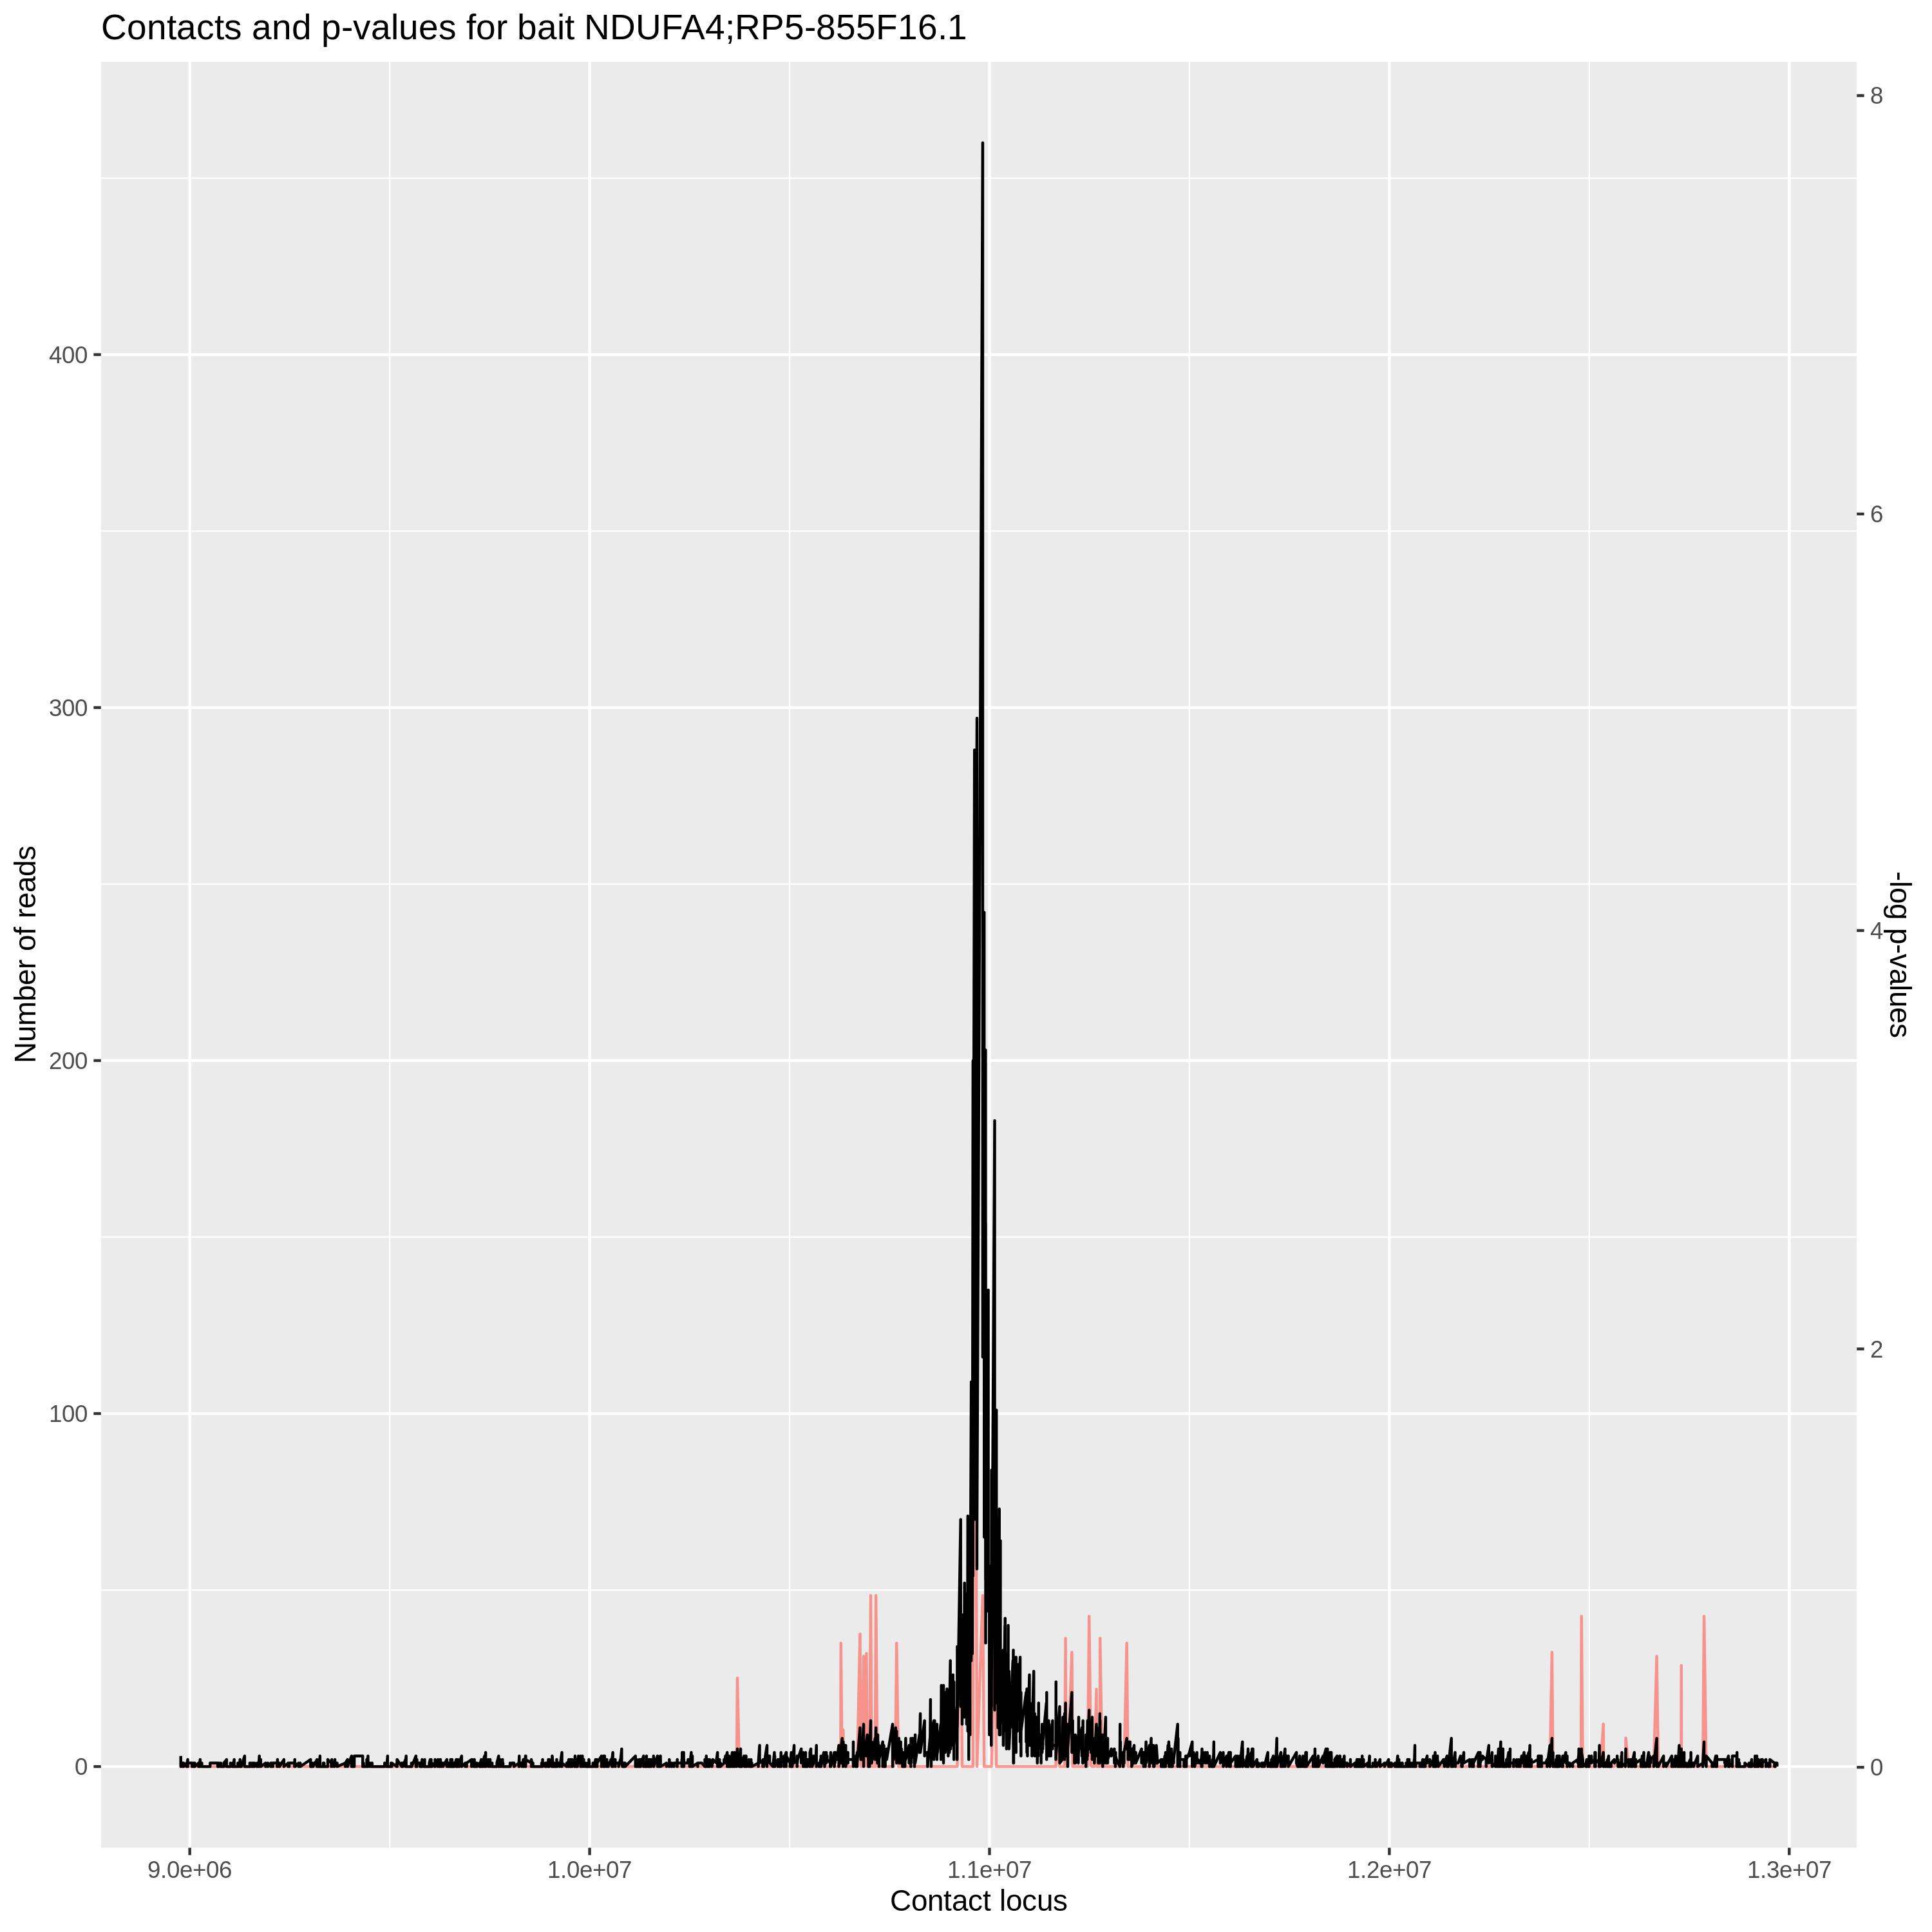 Contacts and p-values for bait NDUFA4;RP5-855F16.1
Number of reads
400
300
200
100
0
8
6
4
2
0
-log p-values
9.0e+06 1.0e+07 1.1e+07 1.2e+07 1.3e+07
Contact locus